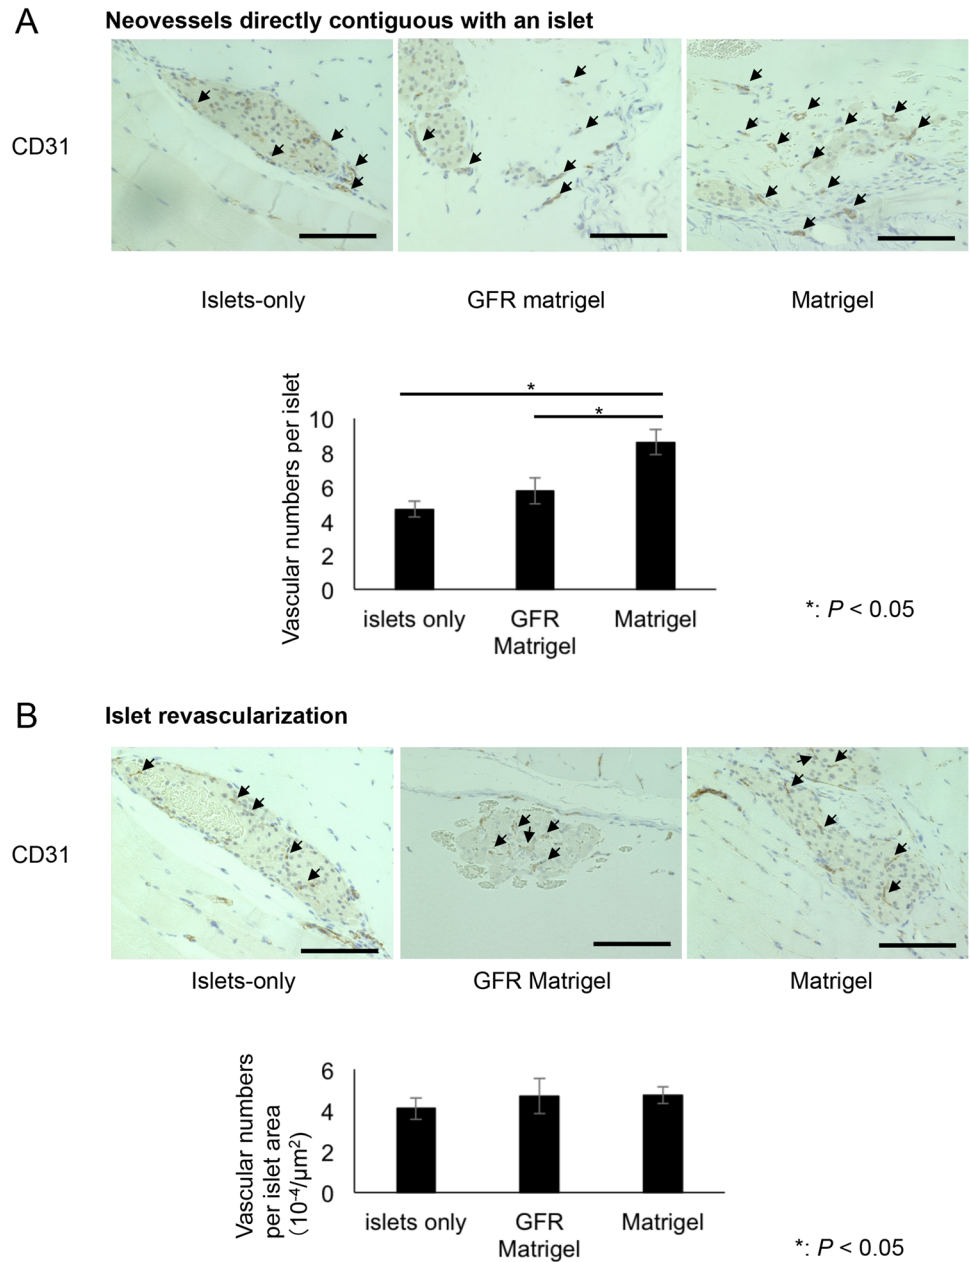 A
Neovessels directly contiguous with an islet
CD31
Islets-only
GFR matrigel
Matrigel
Vascular numbers per islet
*
*
10
8
6
4
2
0
islets only
GFR
Matrigel
Matrigel
*: P < 0.05
B
Islet revascularization
CD31
Islets-only
GFR Matrigel
Matrigel
Vascular numbers
per islet area
(10⁻⁴/μm²)
6
4
2
0
islets only
GFR
Matrigel
Matrigel
*: P < 0.05